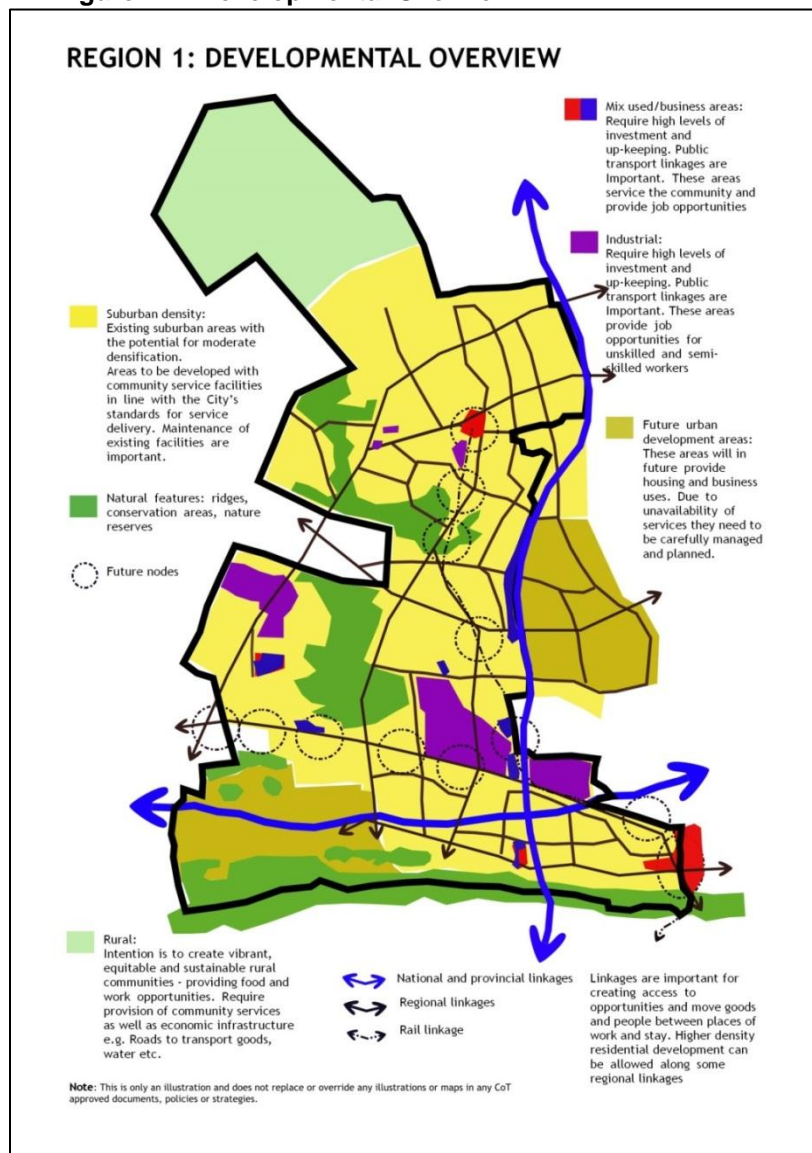 REGION 1: DEVELOPMENTAL OVERVIEW
Mix used/business areas:
Require high levels of
investment and
up-keeping. Public
transport linkages are
Important. These areas
service the community and
provide job opportunities
Industrial:
Require high levels of
investment and
up-keeping. Public
transport linkages are
Important. These areas
provide job
opportunities for
unskilled and semi-
skilled workers
Suburban density:
Existing suburban areas with
the potential for moderate
densification.
Areas to be developed with
community service facilities
in line with the City's
standards for service
delivery. Maintenance of
existing facilities are
important.
Future urban
development areas:
These areas will in
future provide
housing and business
uses. Due to
unavailability of
services they need to
be carefully managed
and planned.
Natural features: ridges,
conservation areas, nature
reserves
Future nodes
Rural:
Intention is to create vibrant,
equitable and sustainable rural
communities - providing food and
work opportunities. Require
provision of community services
as well as economic infrastructure
e.g. Roads to transport goods,
water etc.
National and provincial linkages
Regional linkages
Rail linkage
Linkages are important for
creating access to
opportunities and move goods
and people between places of
work and stay. Higher density
residential development can
be allowed along some
regional linkages
Note: This is only an illustration and does not replace or override any illustrations or maps in any CoT
approved documents, policies or strategies.